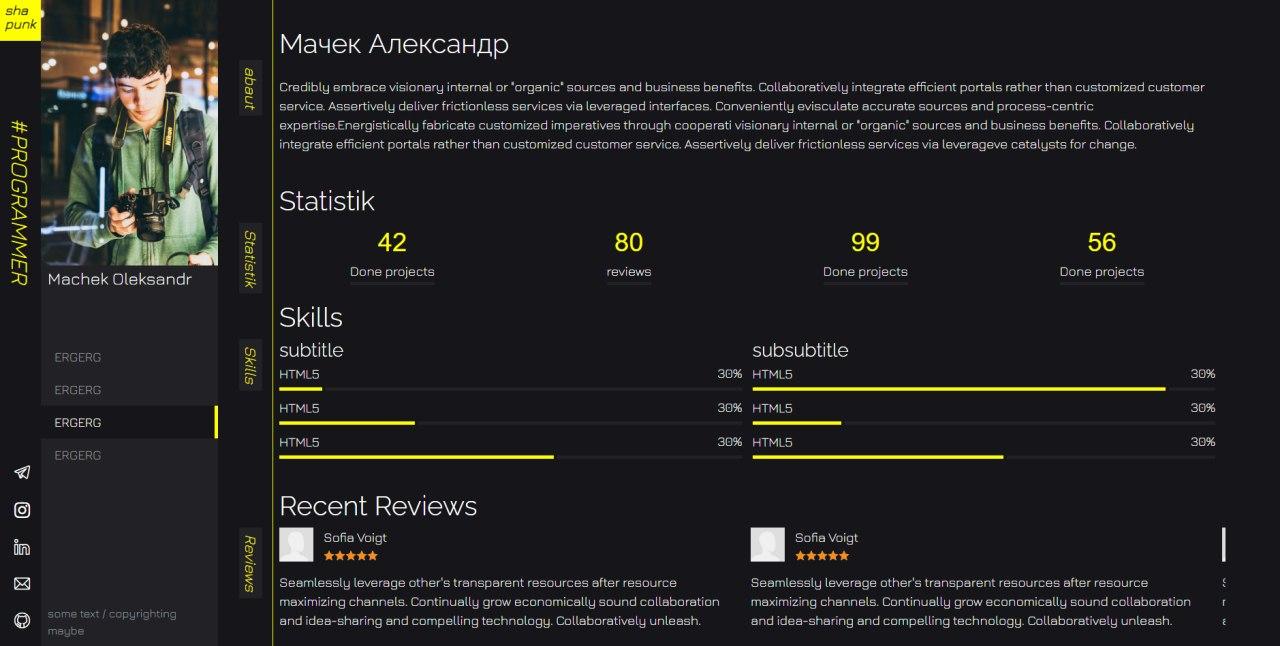 sha
punk
#PROGRAMMER
Nikon
Machek Oleksandr
ERGERG
ERGERG
ERGERG
ERGERG
some text / copyrighting
maybe
abaut
Мачек Александр
Credibly embrace visionary internal or "organic" sources and business benefits. Collaboratively integrate efficient portals rather than customized customer
service. Assertively deliver frictionless services via leveraged interfaces. Conveniently evisculate accurate sources and process-centric
expertise.Energistically fabricate customized imperatives through cooperati visionary internal or "organic" sources and business benefits. Collaboratively
integrate efficient portals rather than customized customer service. Assertively deliver frictionless services via leverageve catalysts for change.
Statistik
Statistik
42 80 99 56
Done projects reviews Done projects Done projects
Skills
Skills
subtitle subsubtitle
HTML5 30% HTML5 30%
HTML5 30% HTML5 30%
HTML5 30% HTML5 30%
Reviews
Recent Reviews
Sofia Voigt
Seamlessly leverage other's transparent resources after resource
maximizing channels. Continually grow economically sound collaboration
and idea-sharing and compelling technology. Collaboratively unleash.
Sofia Voigt
Seamlessly leverage other's transparent resources after resource
maximizing channels. Continually grow economically sound collaboration
and idea-sharing and compelling technology. Collaboratively unleash.